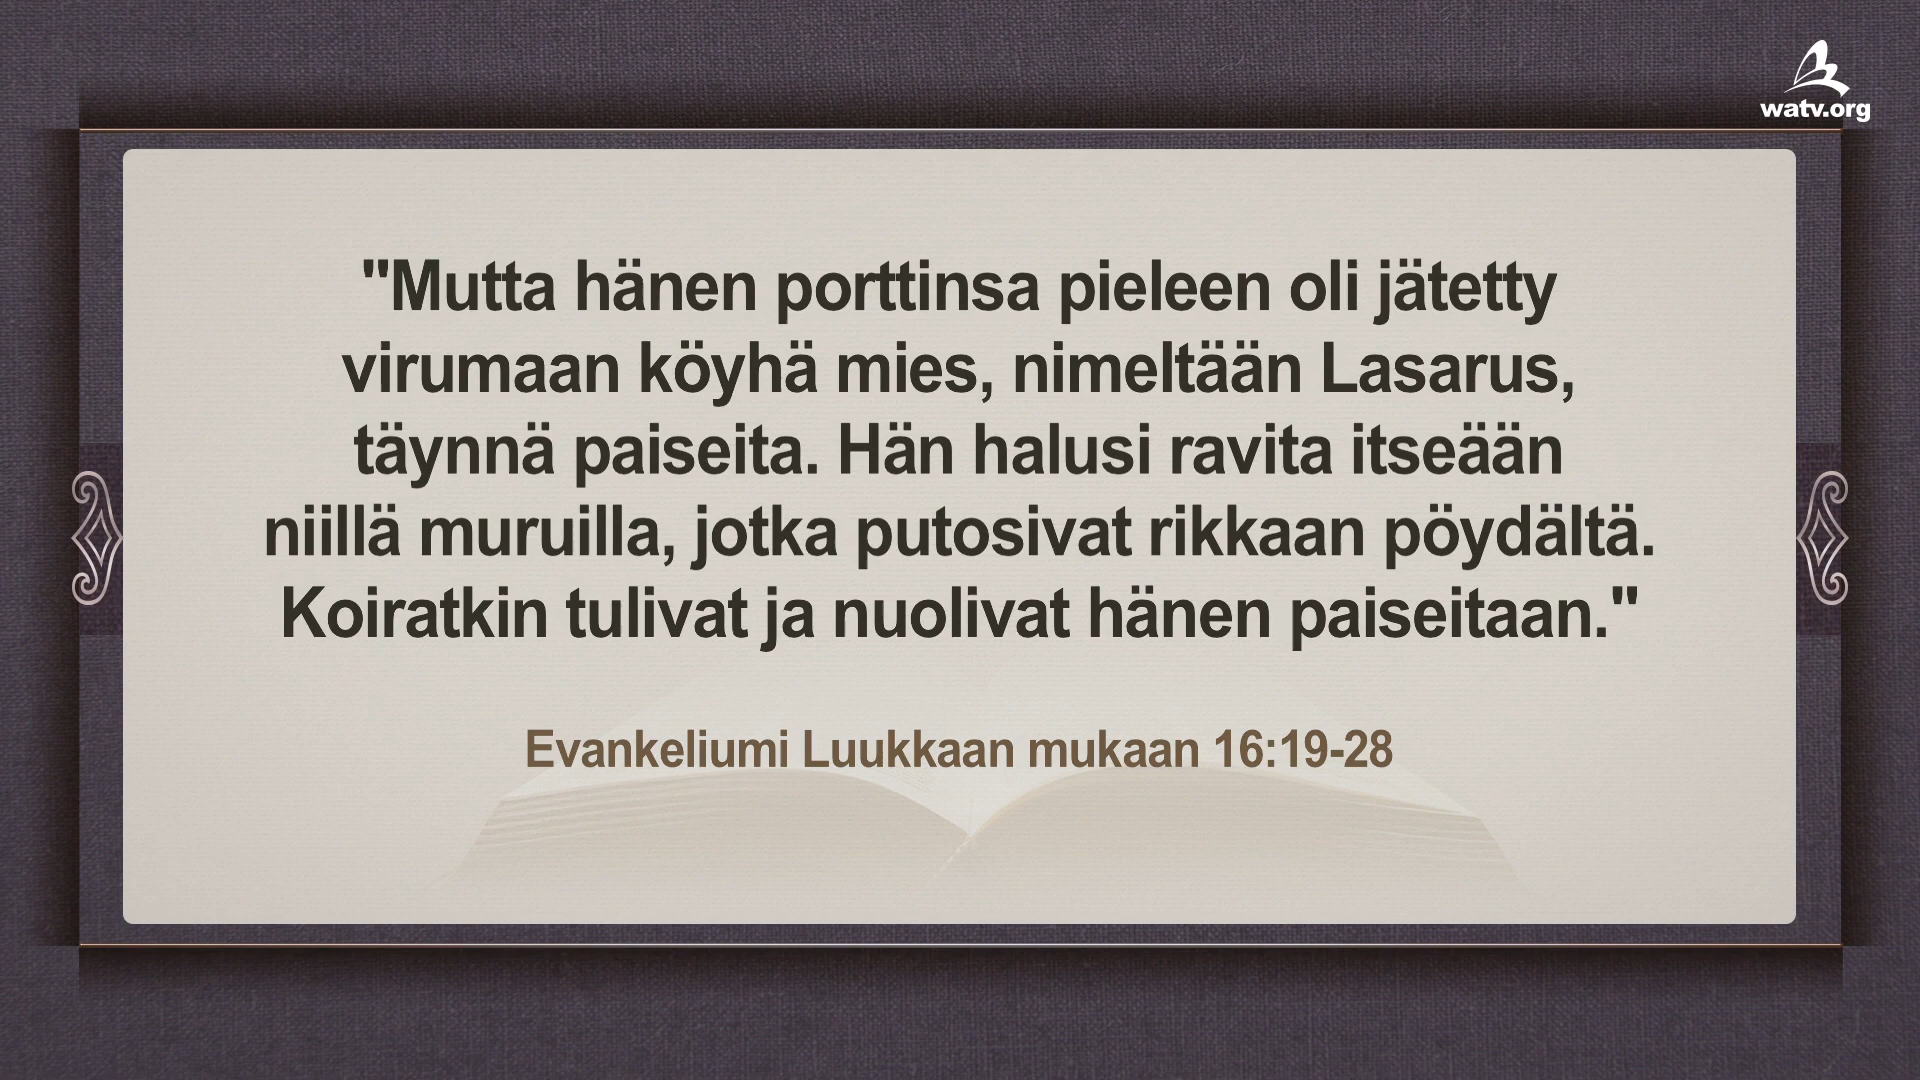 watv.org
"Mutta hänen porttinsa pieleen oli jätetty
virumaan köyhä mies, nimeltään Lasarus,
täynnä paiseita. Hän halusi ravita itseään
niillä muruilla, jotka putosivat rikkaan pöydältä.
Koiratkin tulivat ja nuolivat hänen paiseitaan."
Evankeliumi Luukkaan mukaan 16:19-28